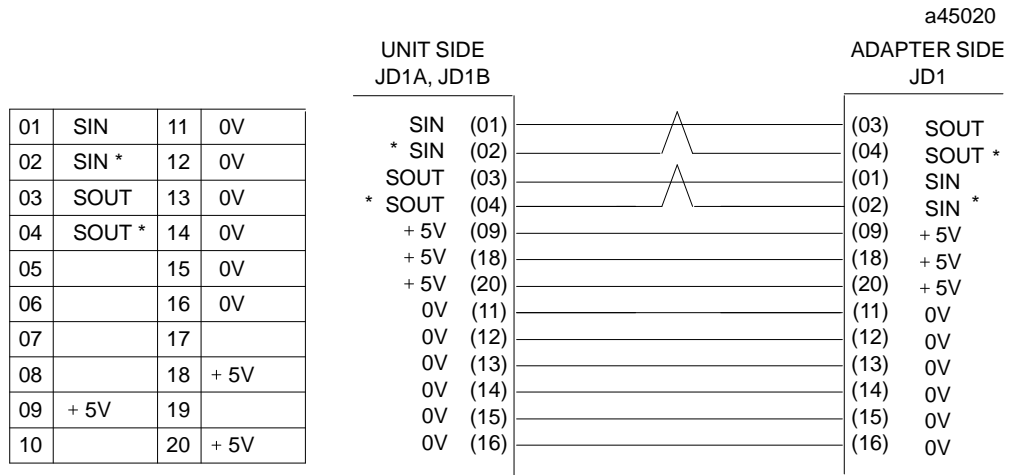 a45020
UNIT SIDE
JD1A, JD1B
ADAPTER SIDE
JD1
01 SIN 11 0V
02 SIN * 12 0V
03 SOUT 13 0V
04 SOUT * 14 0V
05 15 0V
06 16 0V
07 17
08 18 + 5V
09 + 5V 19
10 20 + 5V
SIN (01) (03) SOUT
* SIN (02) (04) SOUT *
SOUT (03) (01) SIN
* SOUT (04) (02) SIN *
+ 5V (09) (09) + 5V
+ 5V (18) (18) + 5V
+ 5V (20) (20) + 5V
0V (11) (11) 0V
0V (12) (12) 0V
0V (13) (13) 0V
0V (14) (14) 0V
0V (15) (15) 0V
0V (16) (16) 0V